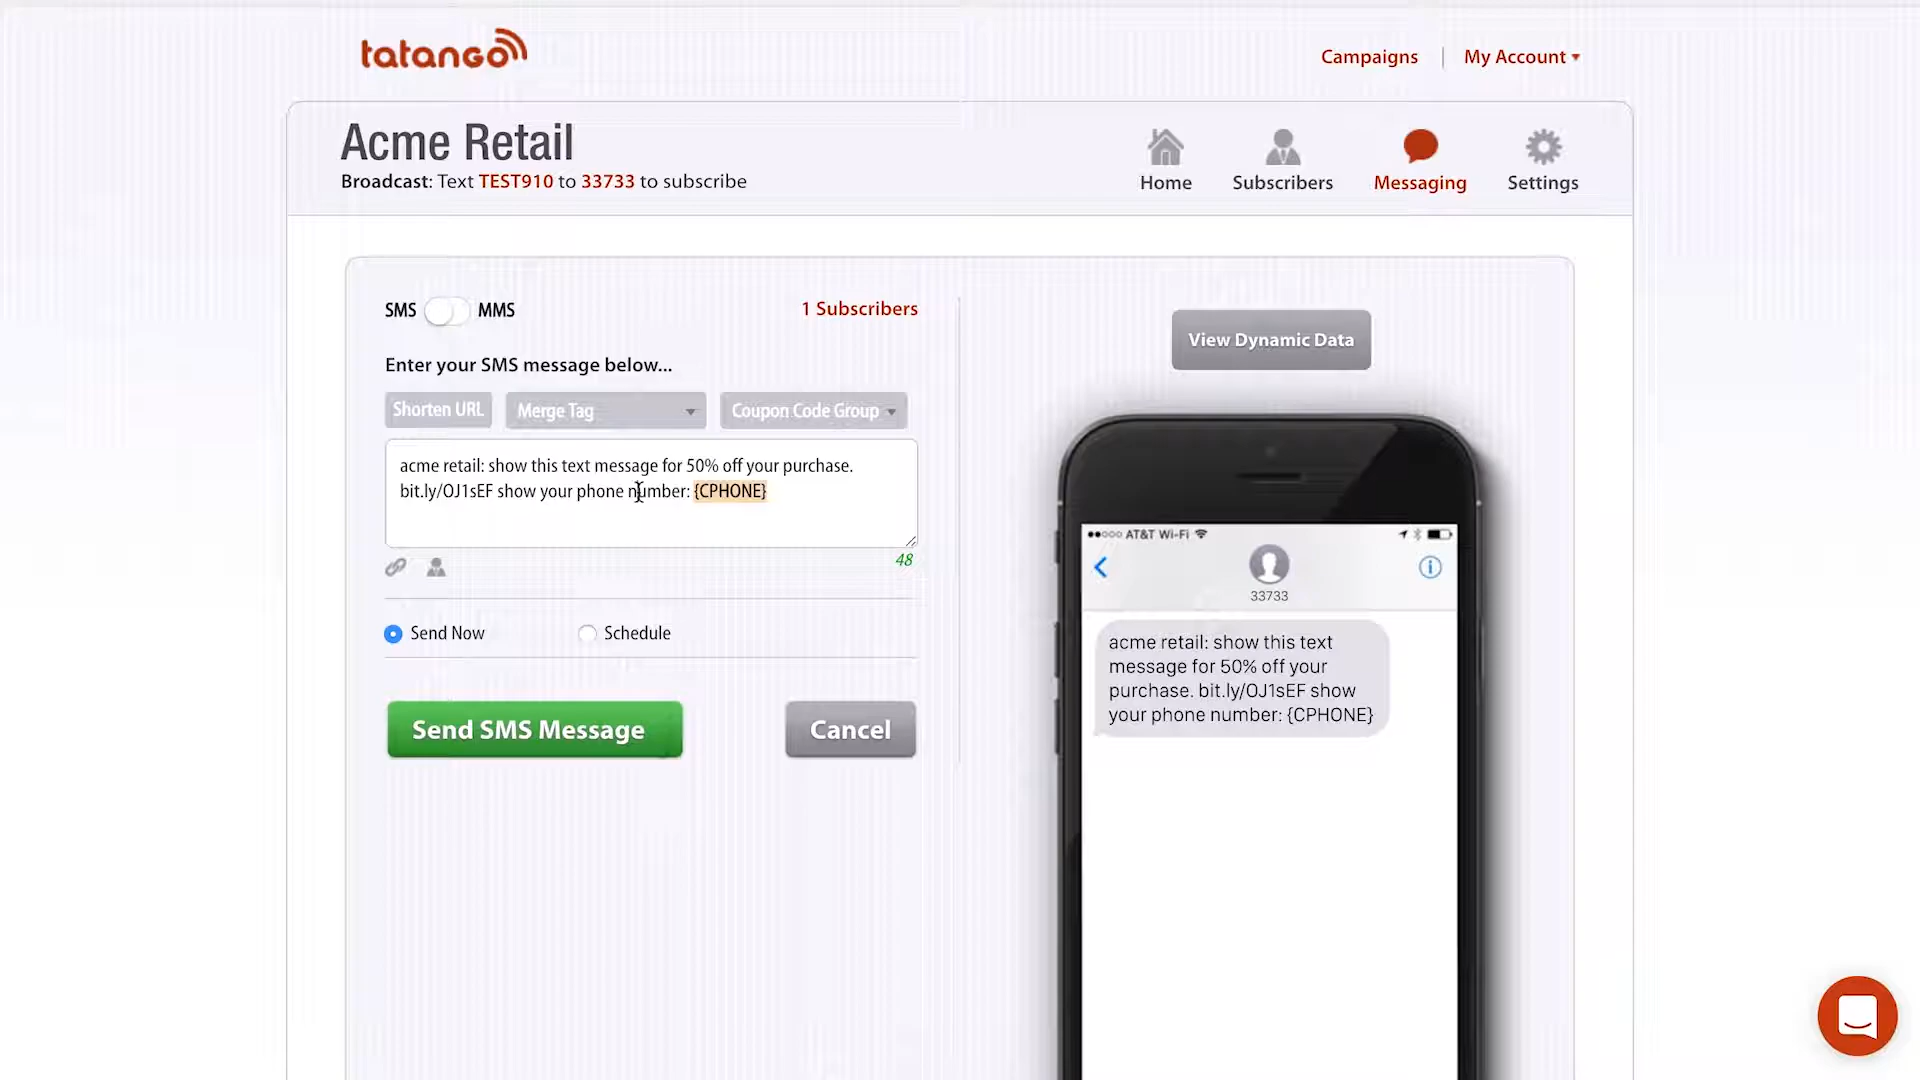 tatango
Campaigns
My Account
Acme Retail
Broadcast: Text TEST910 to 33733 to subscribe
Home
Subscribers
Messaging
Settings
SMS
MMS
1 Subscribers
View Dynamic Data
Enter your SMS message below...
Shorten URL
Merge Tag
Coupon Code Group
acme retail: show this text message for 50% off your purchase.
bit.ly/OJ1sEF show your phone number: {CPHONE}
48
Send Now
Schedule
Send SMS Message
Cancel
AT&T Wi-Fi
33733
acme retail: show this text
message for 50% off your
purchase. bit.ly/OJ1sEF show
your phone number: {CPHONE}